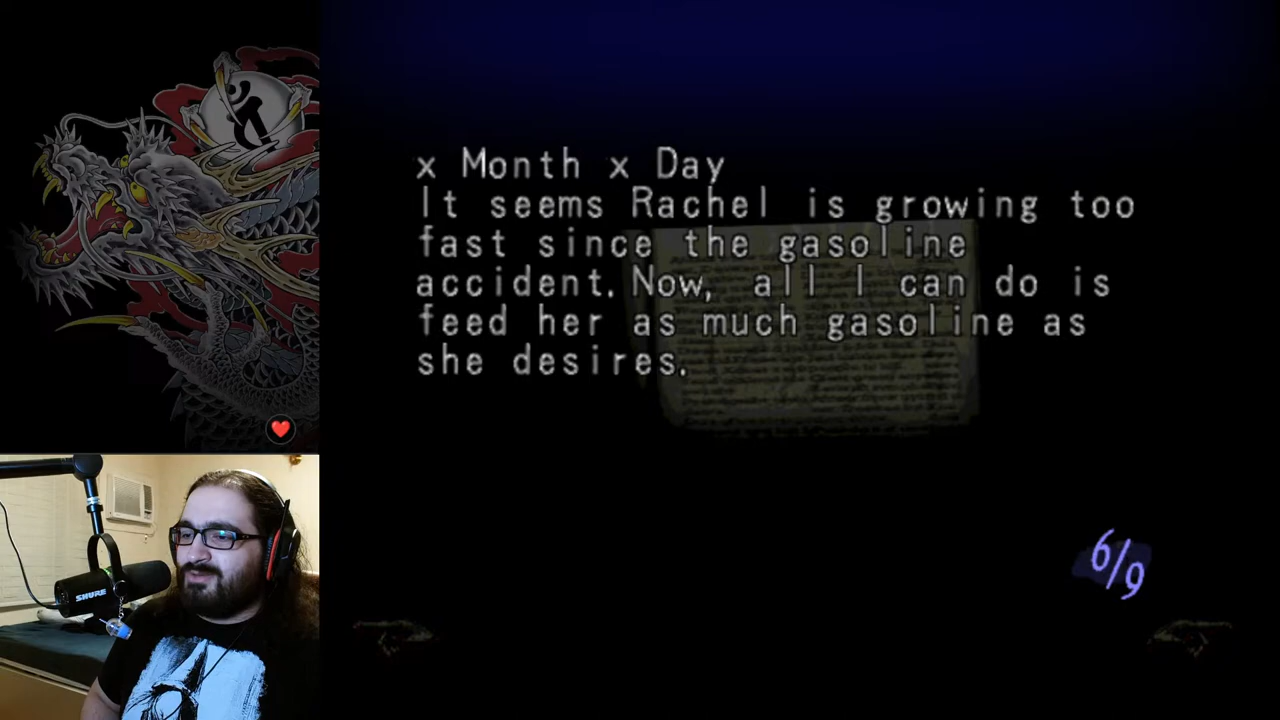 x Month x Day
It seems Rachel is growing too
fast since the gasoline
accident. Now, all I can do is
feed her as much gasoline as
she desires.
6/9
SHURE